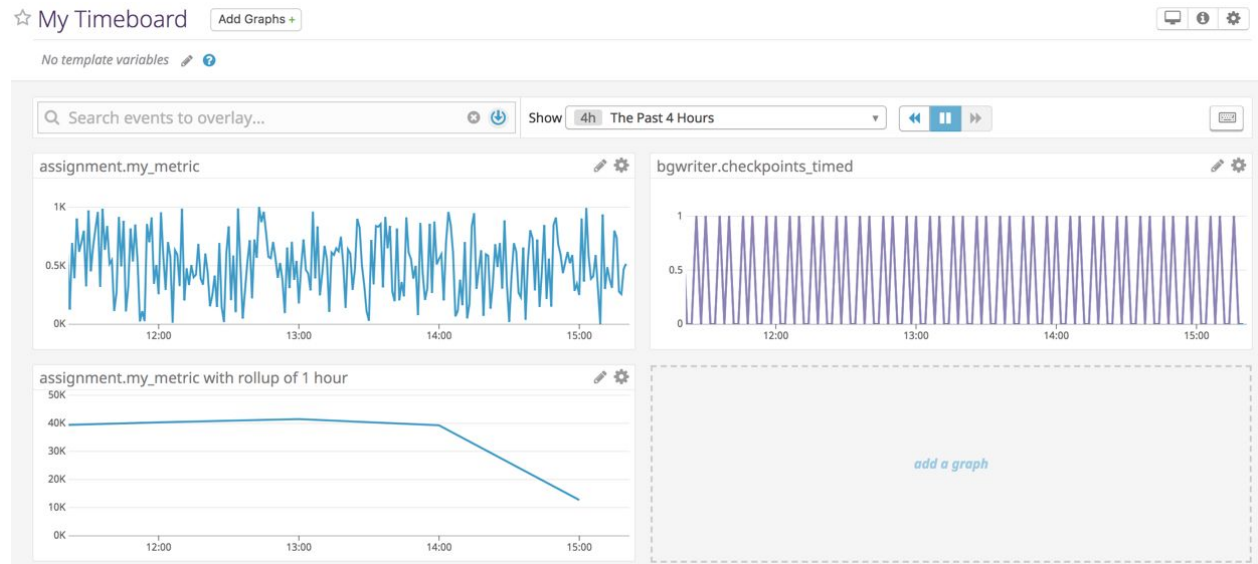 My Timeboard Add Graphs +
No template variables
Search events to overlay... Show 4h The Past 4 Hours
assignment.my_metric
1K
0.5K
0K
12:00 13:00 14:00 15:00
bgwriter.checkpoints_timed
1
0.5
0
12:00 13:00 14:00 15:00
assignment.my_metric with rollup of 1 hour
50K
40K
30K
20K
10K
0K
12:00 13:00 14:00 15:00
add a graph